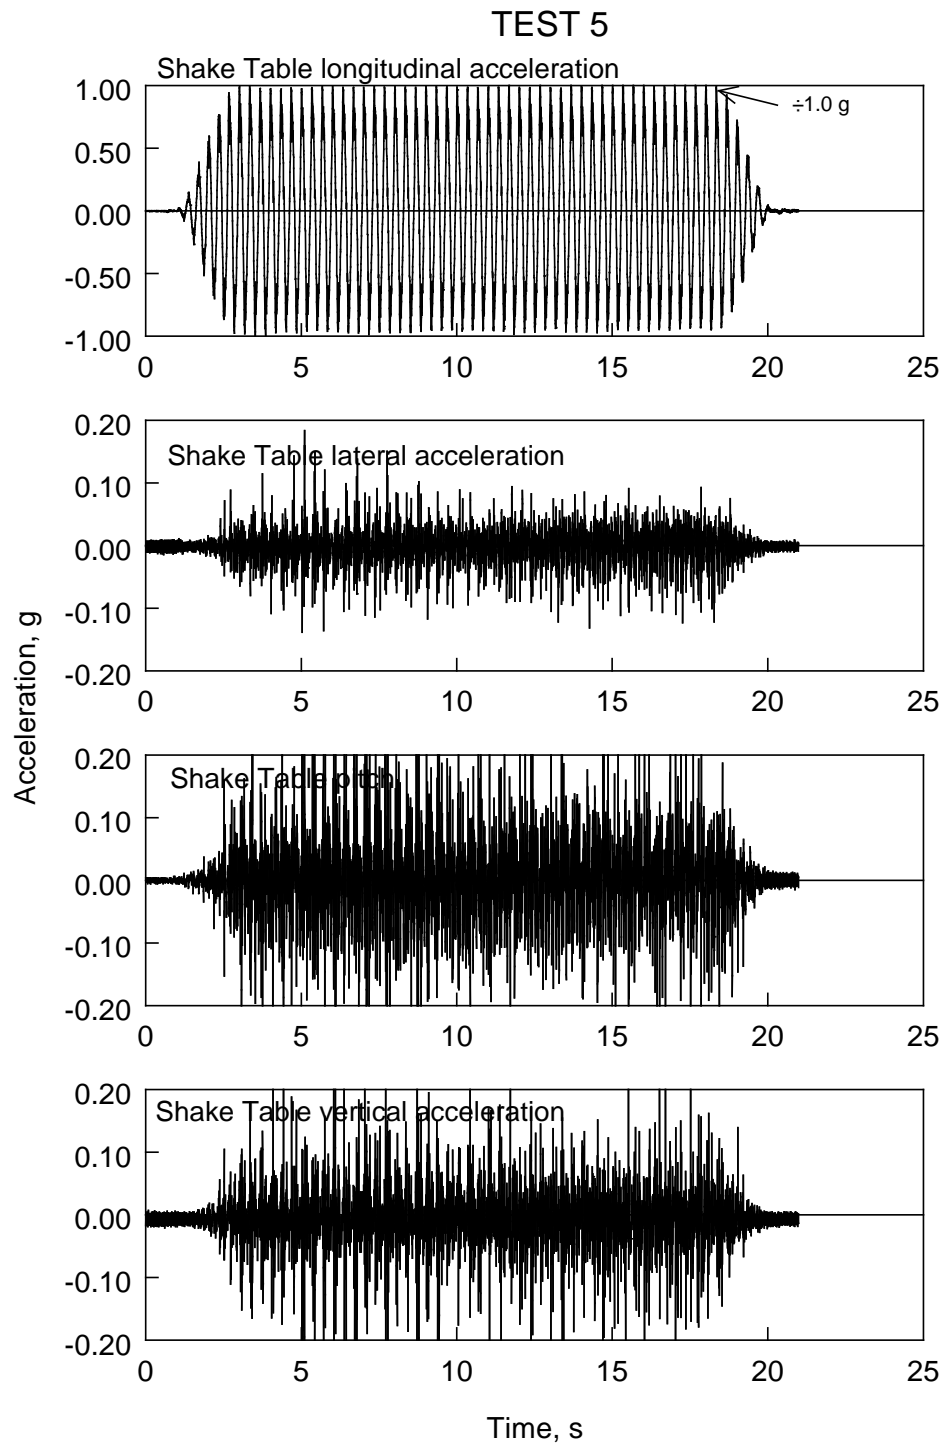 TEST 5
Shake Table longitudinal acceleration
1.00
÷1.0 g
0.50
0.00
-0.50
-1.00
0 5 10 15 20 25
0.20
Shake Table lateral acceleration
0.10
0.00
-0.10
-0.20
0 5 10 15 20 25
Acceleration, g
0.20
Shake Table pitch
0.10
0.00
-0.10
-0.20
0 5 10 15 20 25
0.20
Shake Table vertical acceleration
0.10
0.00
-0.10
-0.20
0 5 10 15 20 25
Time, s